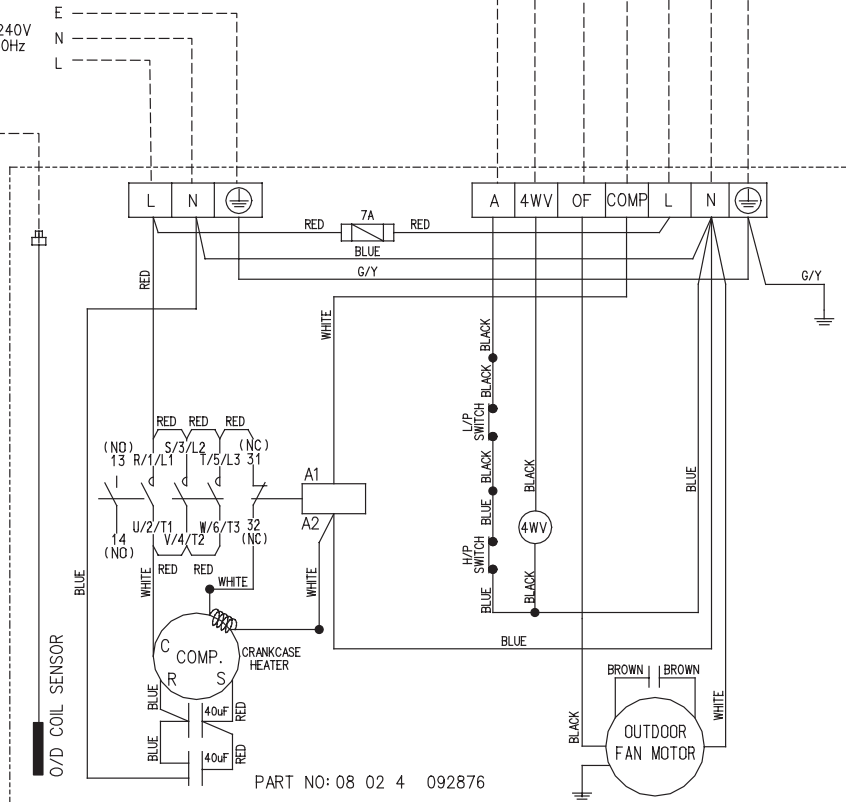 E
240V
N
0Hz
L
L N
A 4WV OF COMP L N
RED 7A RED
BLUE
G/Y
G/Y
RED
WHITE
BLACK
BLACK
L/P
SWITCH
BLACK
BLACK
BLUE
BLUE
H/P
SWITCH
BLUE
4WV
BLACK
RED RED RED
(NO) S/3/L2 (NC)
13 R/1/L1 T/5/L3 31
A1
A2
U/2/T1 W/6/T3 32
14 V/4/T2 (NC)
(NO)
RED RED
WHITE
WHITE
WHITE
BLUE
BLUE
C
COMP.
R S
CRANKCASE
HEATER
BLUE
40uF
RED
BLUE
40uF
RED
O/D COIL SENSOR
BROWN BROWN
WHITE
BLACK
OUTDOOR
FAN MOTOR
PART NO: 08 02 4 092876